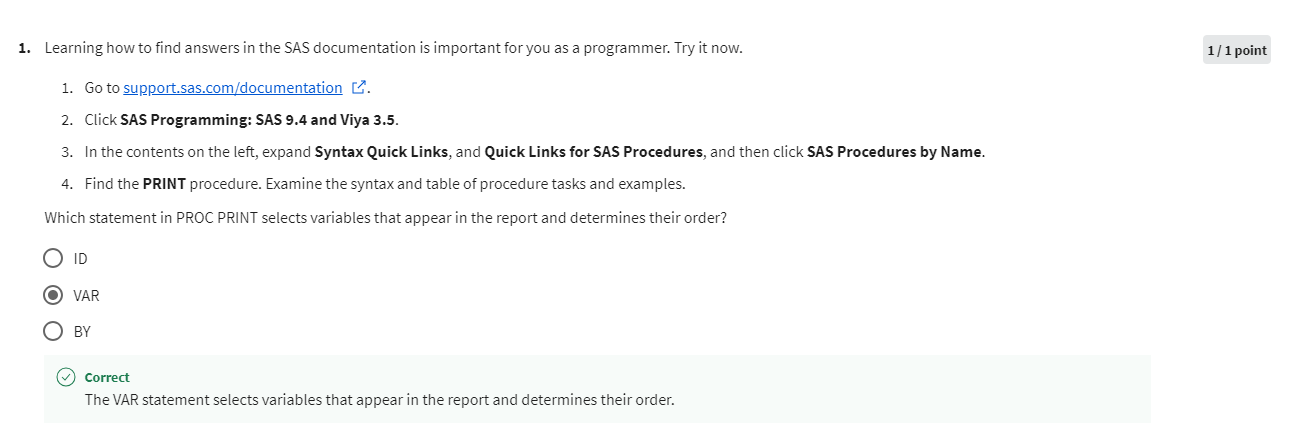 1. Learning how to find answers in the SAS documentation is important for you as a programmer. Try it now.
1 / 1 point
1. Go to support.sas.com/documentation.
2. Click SAS Programming: SAS 9.4 and Viya 3.5.
3. In the contents on the left, expand Syntax Quick Links, and Quick Links for SAS Procedures, and then click SAS Procedures by Name.
4. Find the PRINT procedure. Examine the syntax and table of procedure tasks and examples.
Which statement in PROC PRINT selects variables that appear in the report and determines their order?
ID
VAR
BY
Correct
The VAR statement selects variables that appear in the report and determines their order.